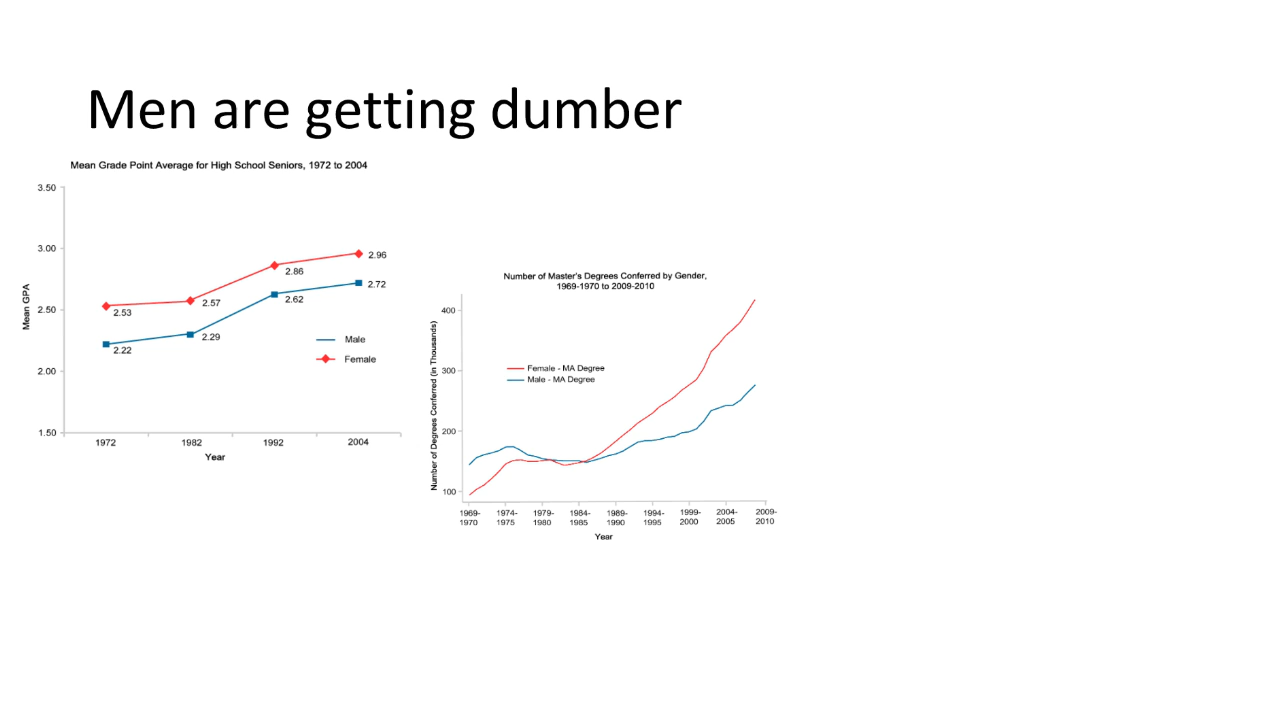 Men are getting dumber
Mean Grade Point Average for High School Seniors, 1972 to 2004
3.50
3.00
2.50
2.00
1.50
Mean GPA
2.53
2.57
2.86
2.96
2.22
2.29
2.62
2.72
Male
Female
1972 1982 1992 2004
Year
Number of Master's Degrees Conferred by Gender,
1969-1970 to 2009-2010
Number of Degrees Conferred (in Thousands)
400
300
200
100
Female - MA Degree
Male - MA Degree
1969- 1974- 1979- 1984- 1989- 1994- 1999- 2004- 2009-
1970 1975 1980 1985 1990 1995 2000 2005 2010
Year